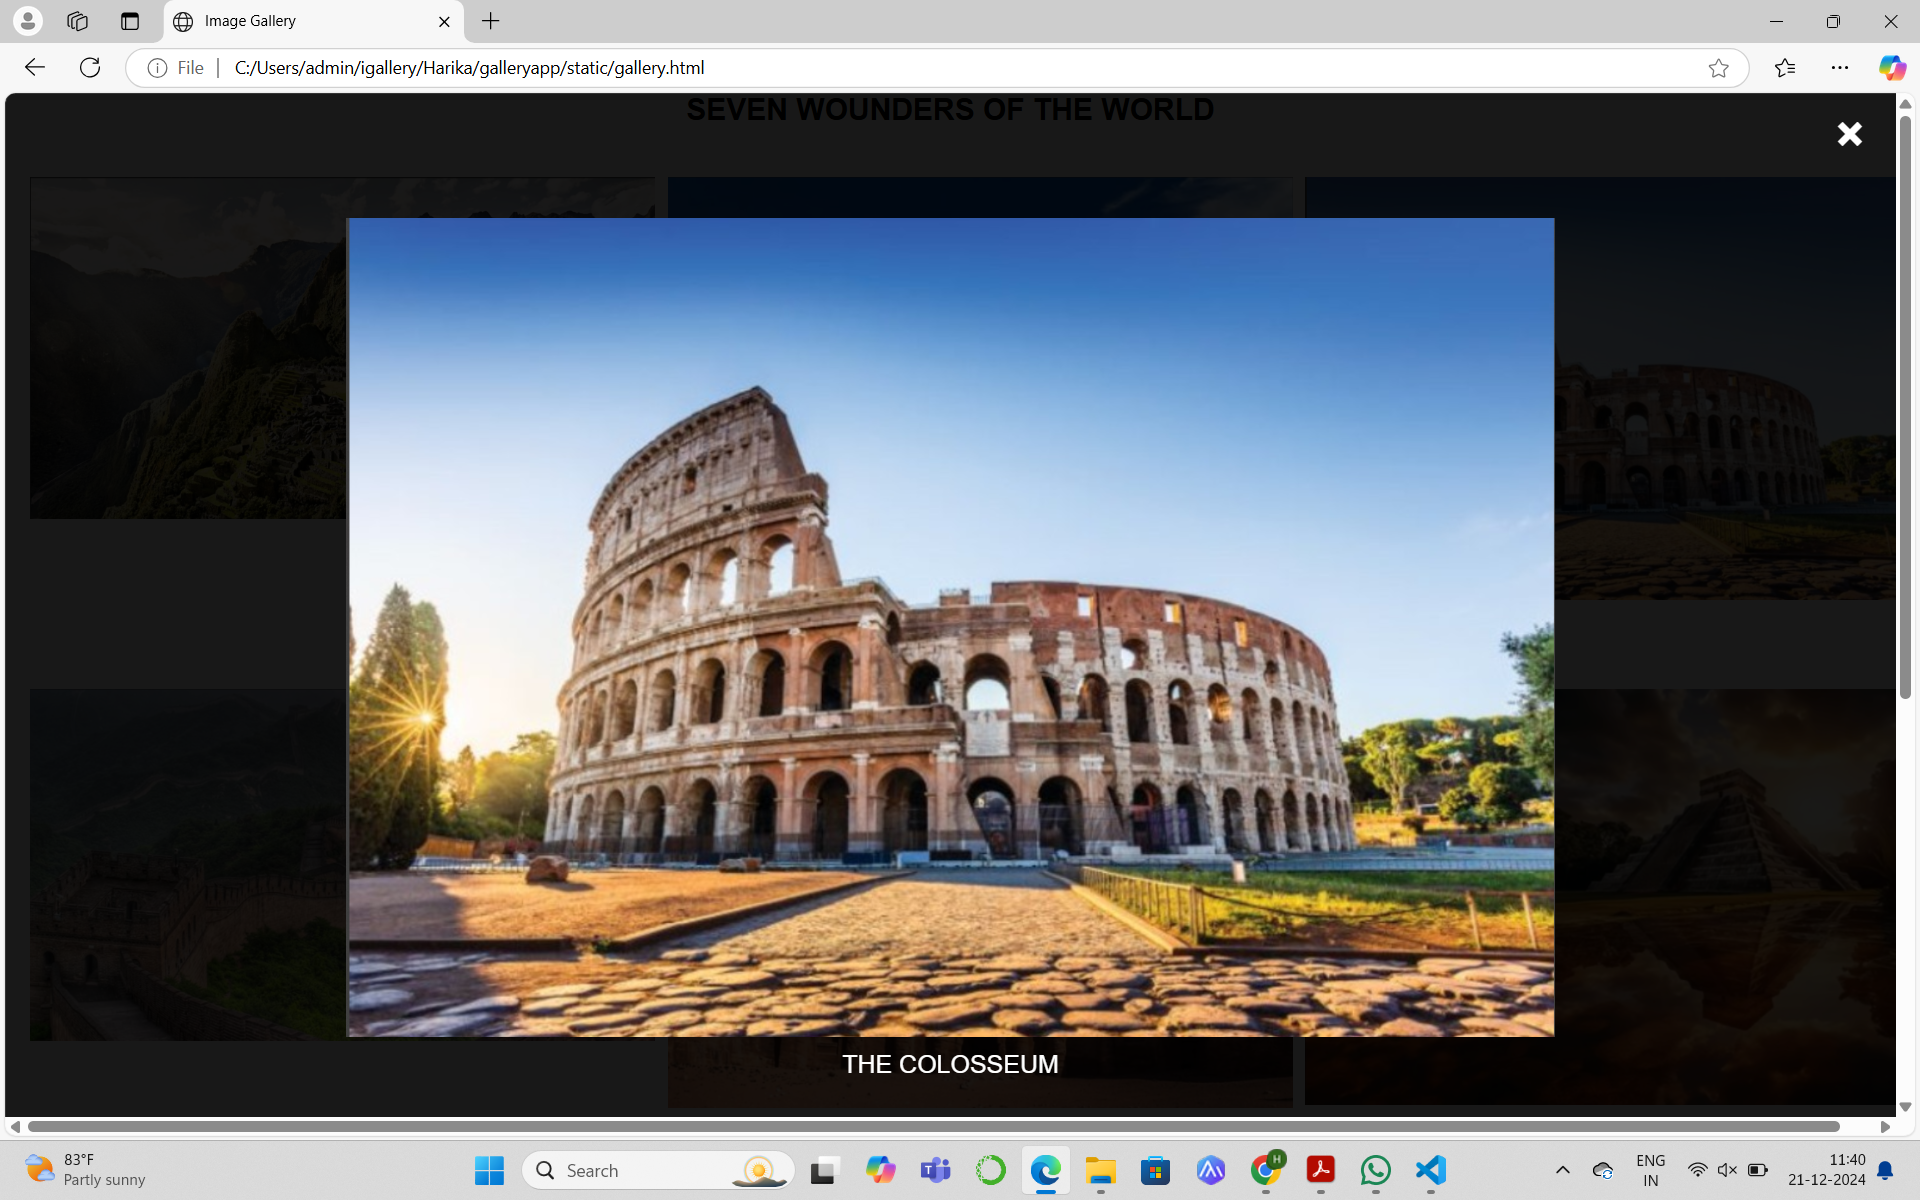 Image Gallery
File
C:/Users/admin/igallery/Harika/galleryapp/static/gallery.html
SEVEN WOUNDERS OF THE WORLD
THE COLOSSEUM
83°F
Partly sunny
Search
H
ENG
IN
11:40
21-12-2024